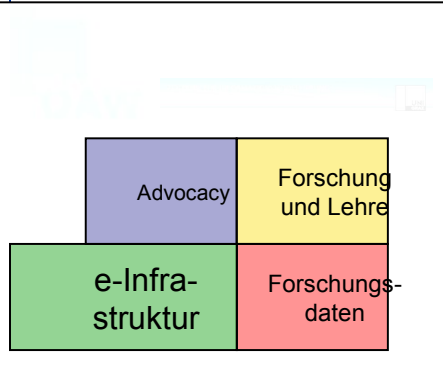 Advocacy
Forschung
und Lehre
e-Infra-
struktur
Forschungs-
daten